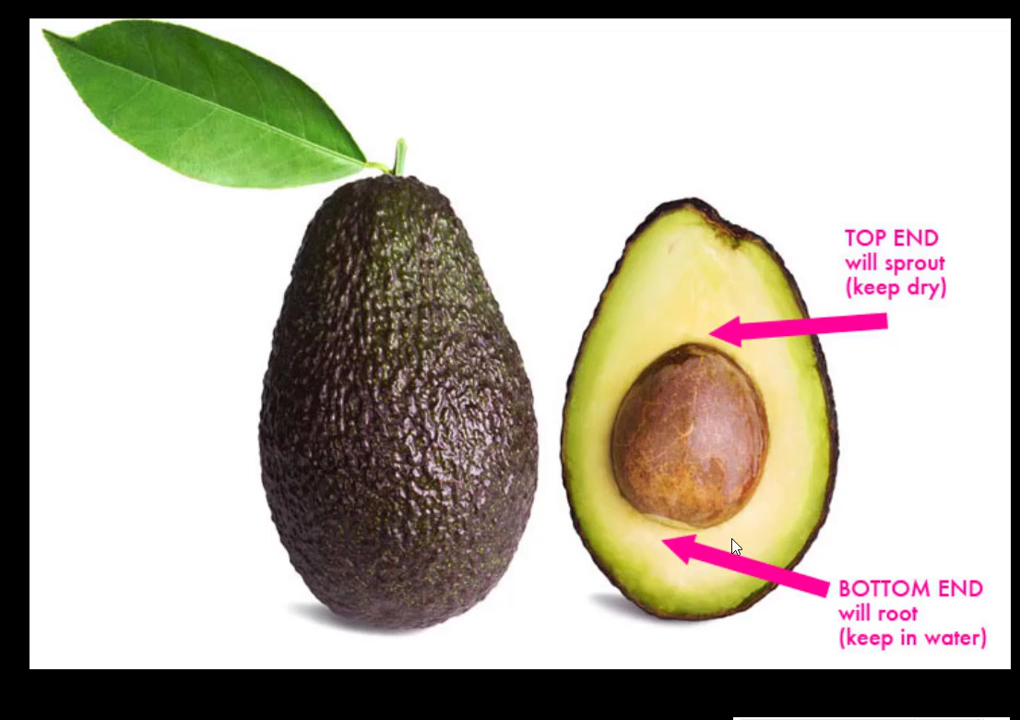 TOP END
will sprout
(keep dry)
BOTTOM END
will root
(keep in water)